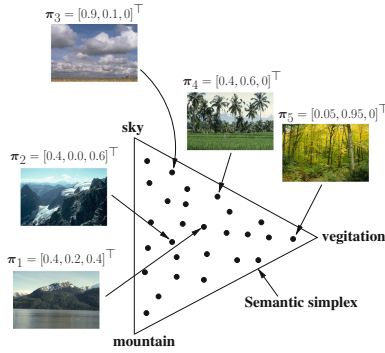 π₃ = [0.9, 0.1, 0]⊤
π₄ = [0.4, 0.6, 0]⊤
π₅ = [0.05, 0.95, 0]⊤
sky
π₂ = [0.4, 0.0, 0.6]⊤
vegitation
π₁ = [0.4, 0.2, 0.4]⊤
Semantic simplex
mountain